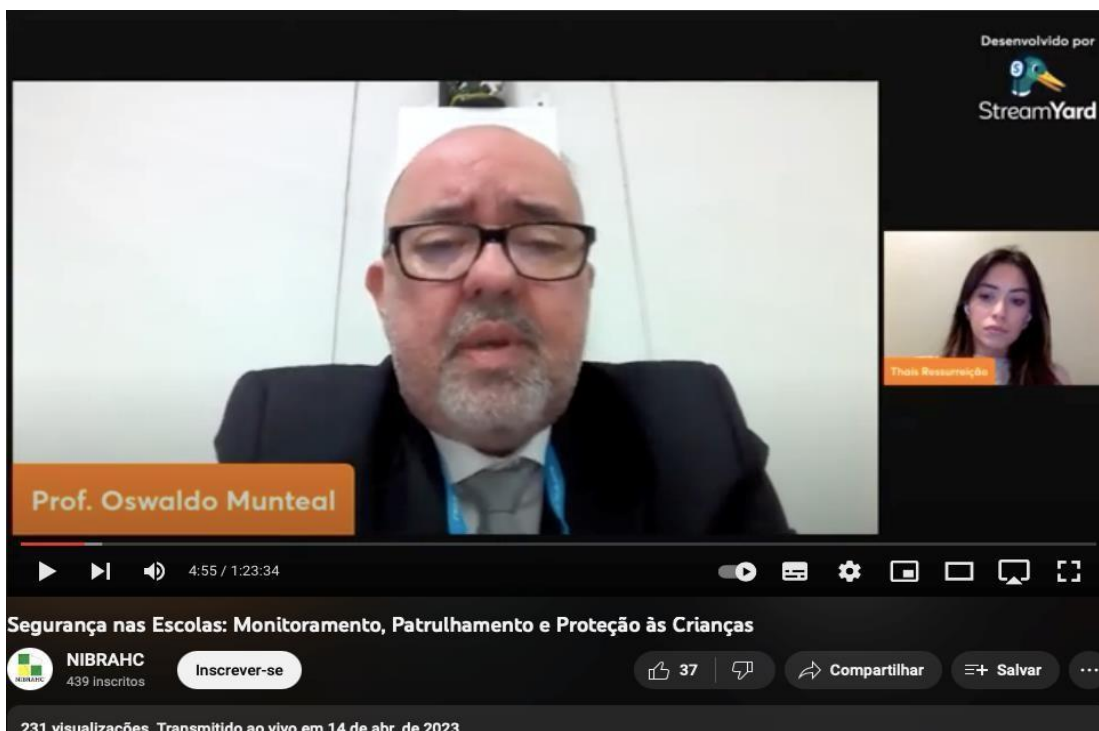 Desenvolvido por
StreamYard
Thaís Ressurreição
Prof. Oswaldo Munteal
4:55 / 1:23:34
Segurança nas Escolas: Monitoramento, Patrulhamento e Proteção às Crianças
NIBRAHC
439 inscritos
Inscrever-se
37
Compartilhar
Salvar
NIBRAHC
231 visualizações Transmitido ao vivo em 14 de abr. de 2023